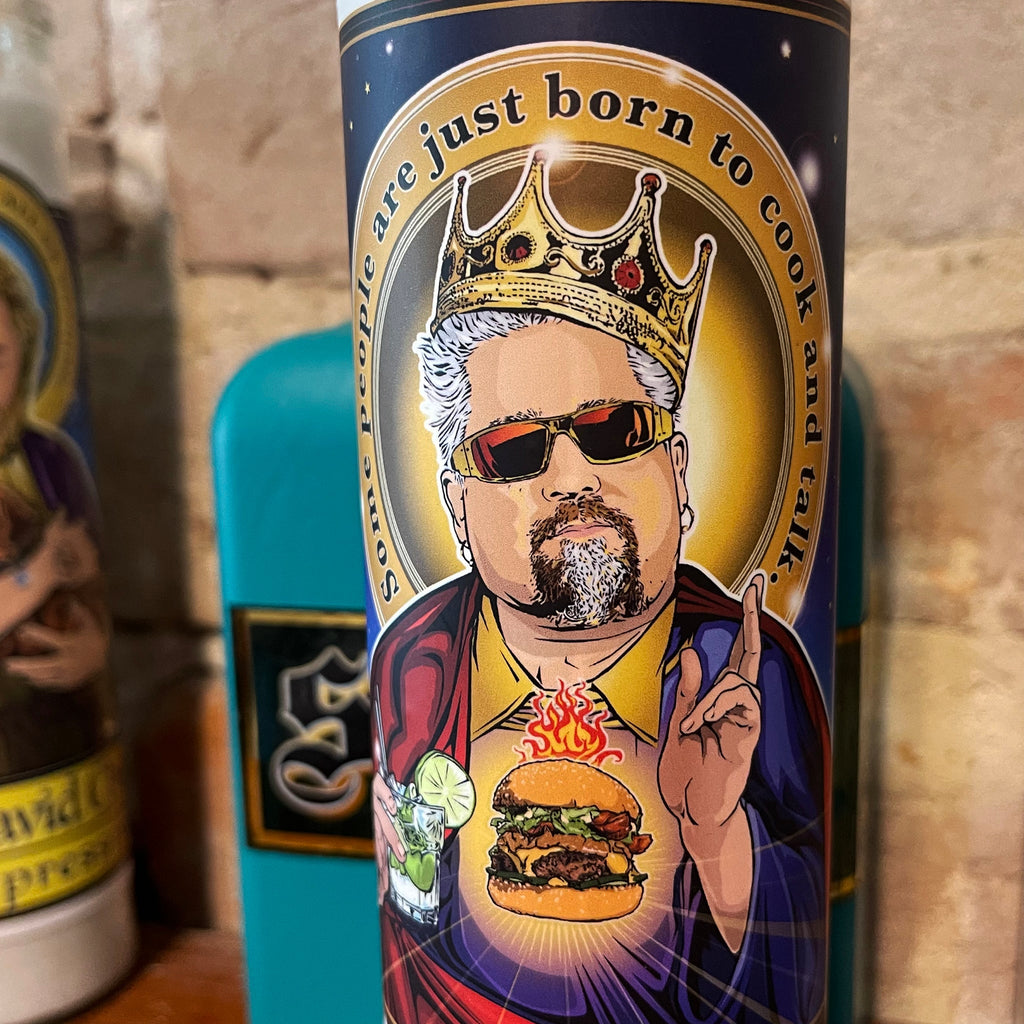 Some people are just born to cook and talk.